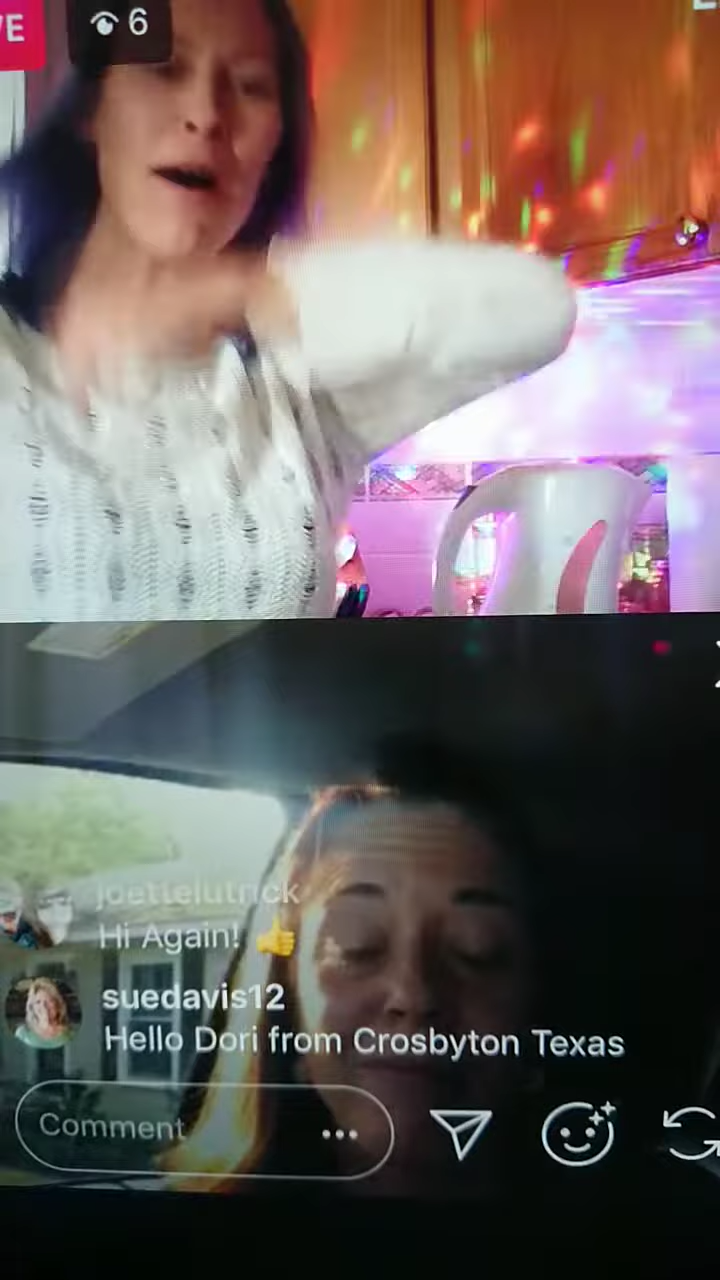 6
joettelutrick
Hi Again! 👍
suedavis12
Hello Dori from Crosbyton Texas
Comment